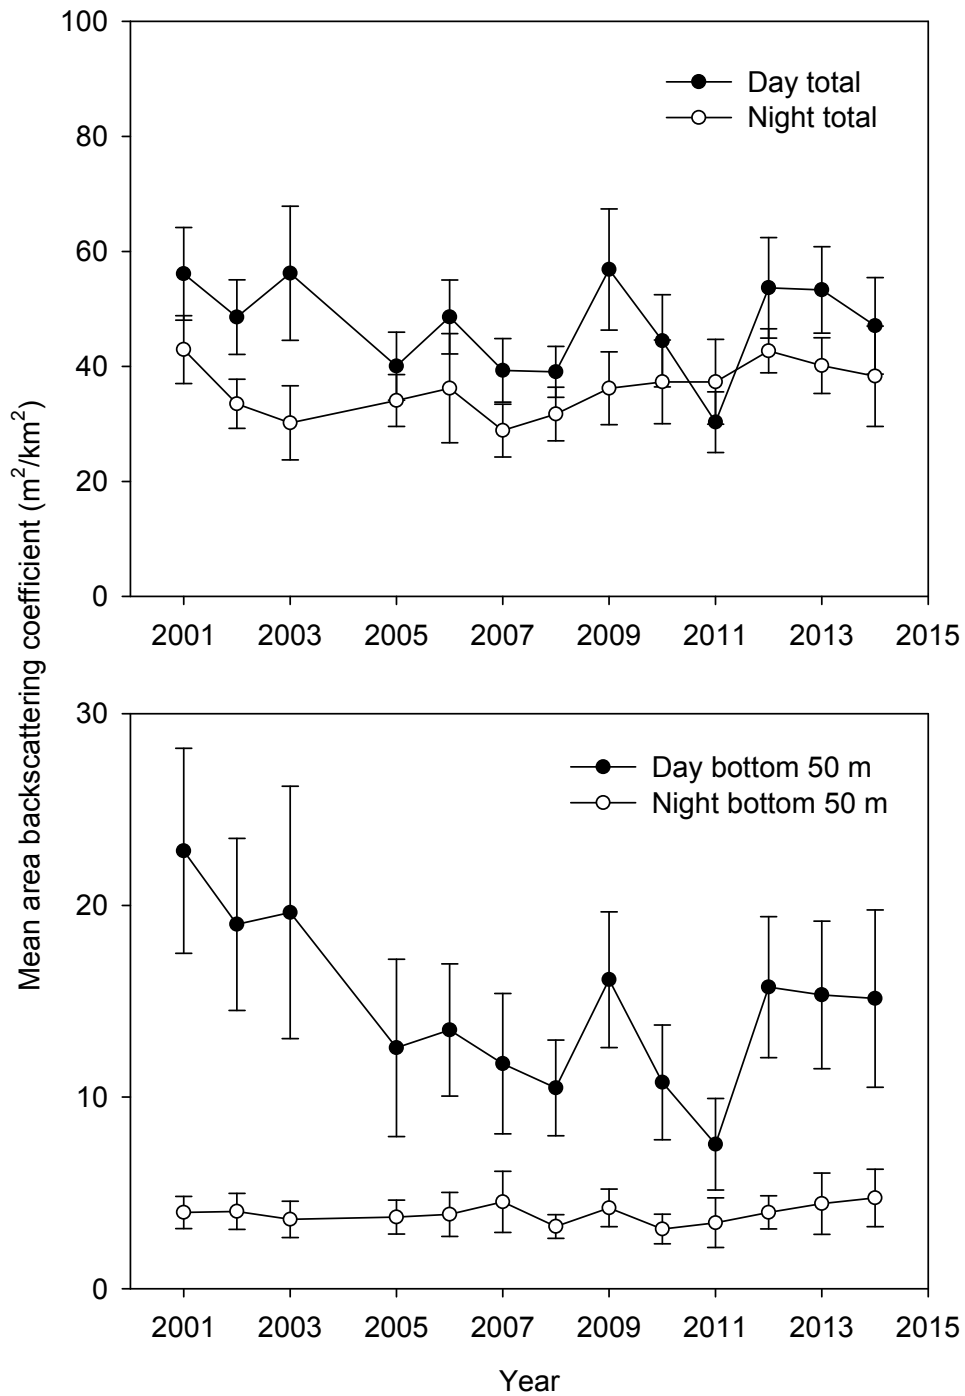 100
80
60
40
20
0
Day total
Night total
2001 2003 2005 2007 2009 2011 2013 2015
Mean area backscattering coefficient (m²/km²)
30
20
10
0
Day bottom 50 m
Night bottom 50 m
2001 2003 2005 2007 2009 2011 2013 2015
Year